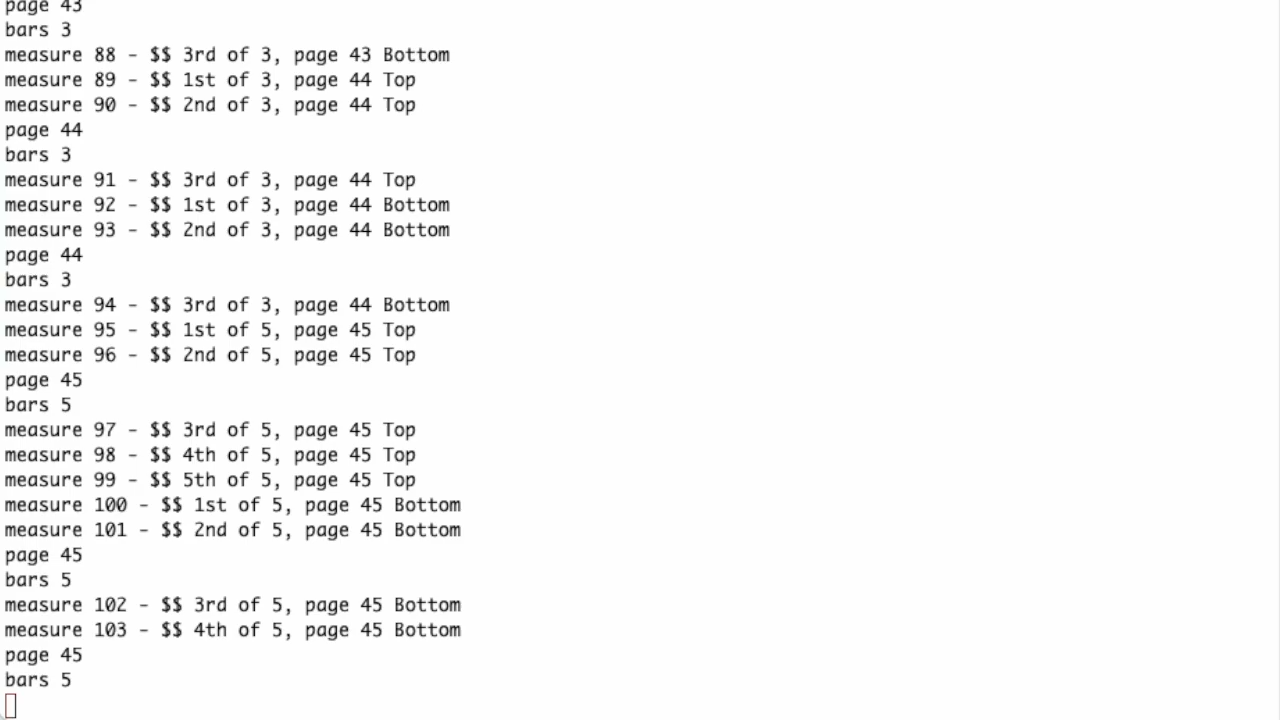 page 43
bars 3
measure 88 - $$ 3rd of 3, page 43 Bottom
measure 89 - $$ 1st of 3, page 44 Top
measure 90 - $$ 2nd of 3, page 44 Top
page 44
bars 3
measure 91 - $$ 3rd of 3, page 44 Top
measure 92 - $$ 1st of 3, page 44 Bottom
measure 93 - $$ 2nd of 3, page 44 Bottom
page 44
bars 3
measure 94 - $$ 3rd of 3, page 44 Bottom
measure 95 - $$ 1st of 5, page 45 Top
measure 96 - $$ 2nd of 5, page 45 Top
page 45
bars 5
measure 97 - $$ 3rd of 5, page 45 Top
measure 98 - $$ 4th of 5, page 45 Top
measure 99 - $$ 5th of 5, page 45 Top
measure 100 - $$ 1st of 5, page 45 Bottom
measure 101 - $$ 2nd of 5, page 45 Bottom
page 45
bars 5
measure 102 - $$ 3rd of 5, page 45 Bottom
measure 103 - $$ 4th of 5, page 45 Bottom
page 45
bars 5